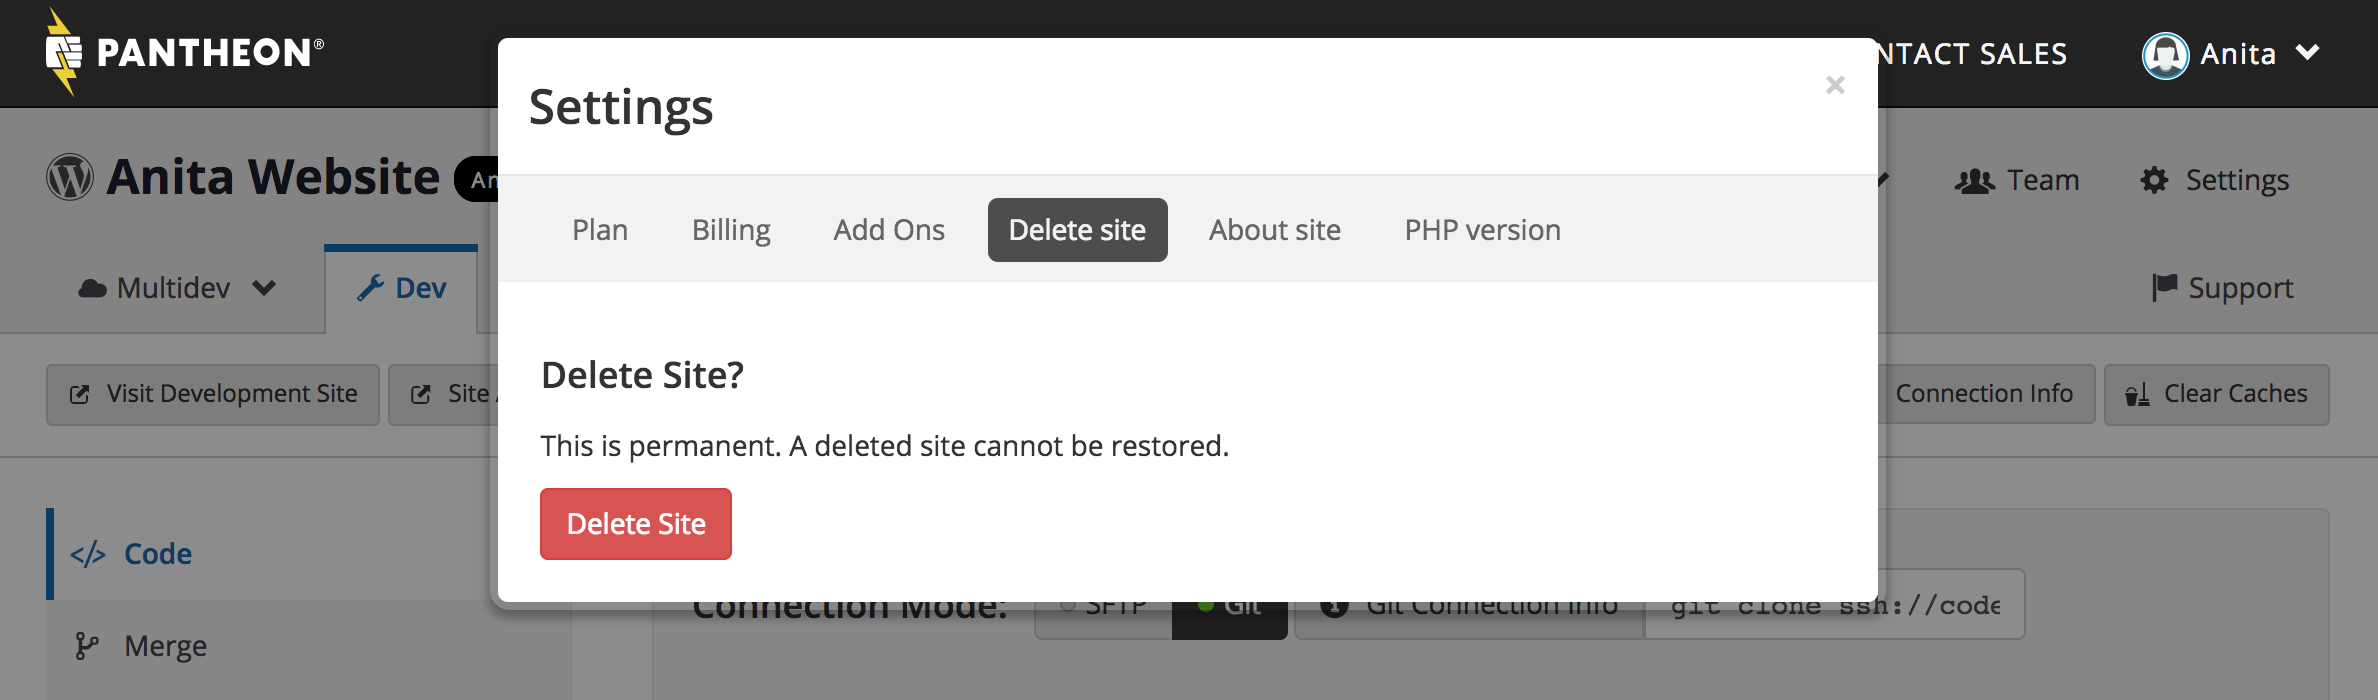 PANTHEON®
NTACT SALES
Anita
Settings
×
Anita Website
An
Team
Settings
Plan
Billing
Add Ons
Delete site
About site
PHP version
Multidev
Dev
Support
Visit Development Site
Site
Connection Info
Clear Caches
Delete Site?
This is permanent. A deleted site cannot be restored.
Delete Site
</> Code
Merge
Connection Mode:
SFTP
Git
Git Connection Info
git clone ssh://code